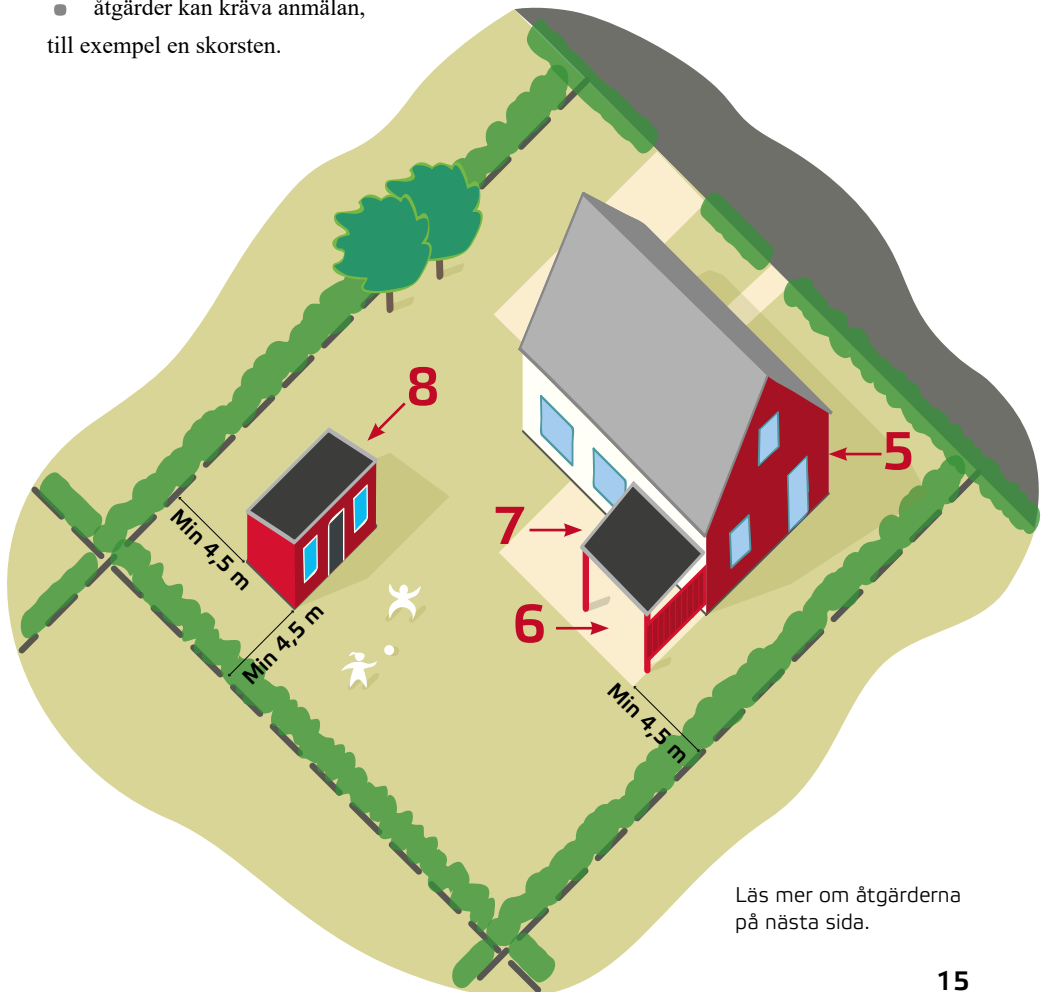 åtgärder kan kräva anmälan,
till exempel en skorsten.
8
5
7
Min 4,5 m
6
Min 4,5 m
Min 4,5 m
Läs mer om åtgärderna
på nästa sida.
15